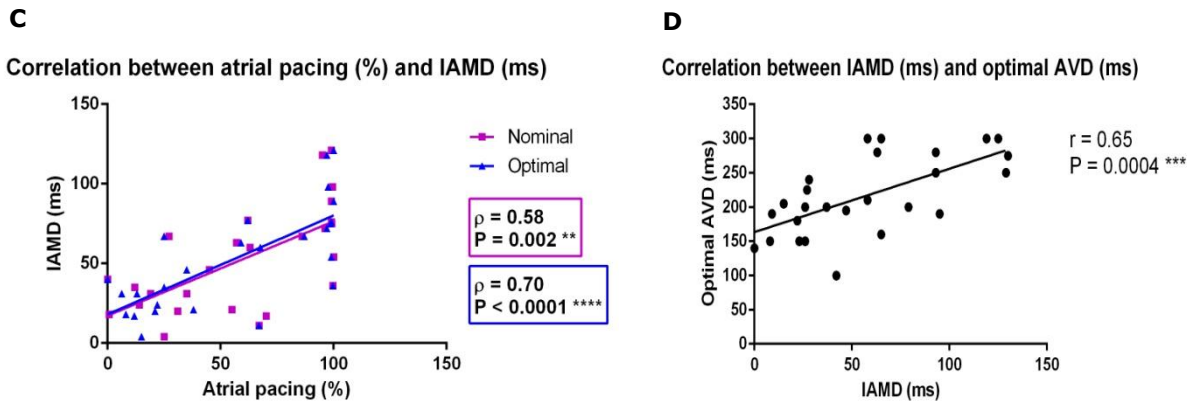 C
Correlation between atrial pacing (%) and IAMD (ms)
150
100
50
0
IAMD (ms)
0 50 100 150
Atrial pacing (%)
Nominal
Optimal
ρ = 0.58
P = 0.002 **
ρ = 0.70
P < 0.0001 ****
D
Correlation between IAMD (ms) and optimal AVD (ms)
350
300
250
200
150
100
50
0
Optimal AVD (ms)
0 50 100 150
IAMD (ms)
r = 0.65
P = 0.0004 ***